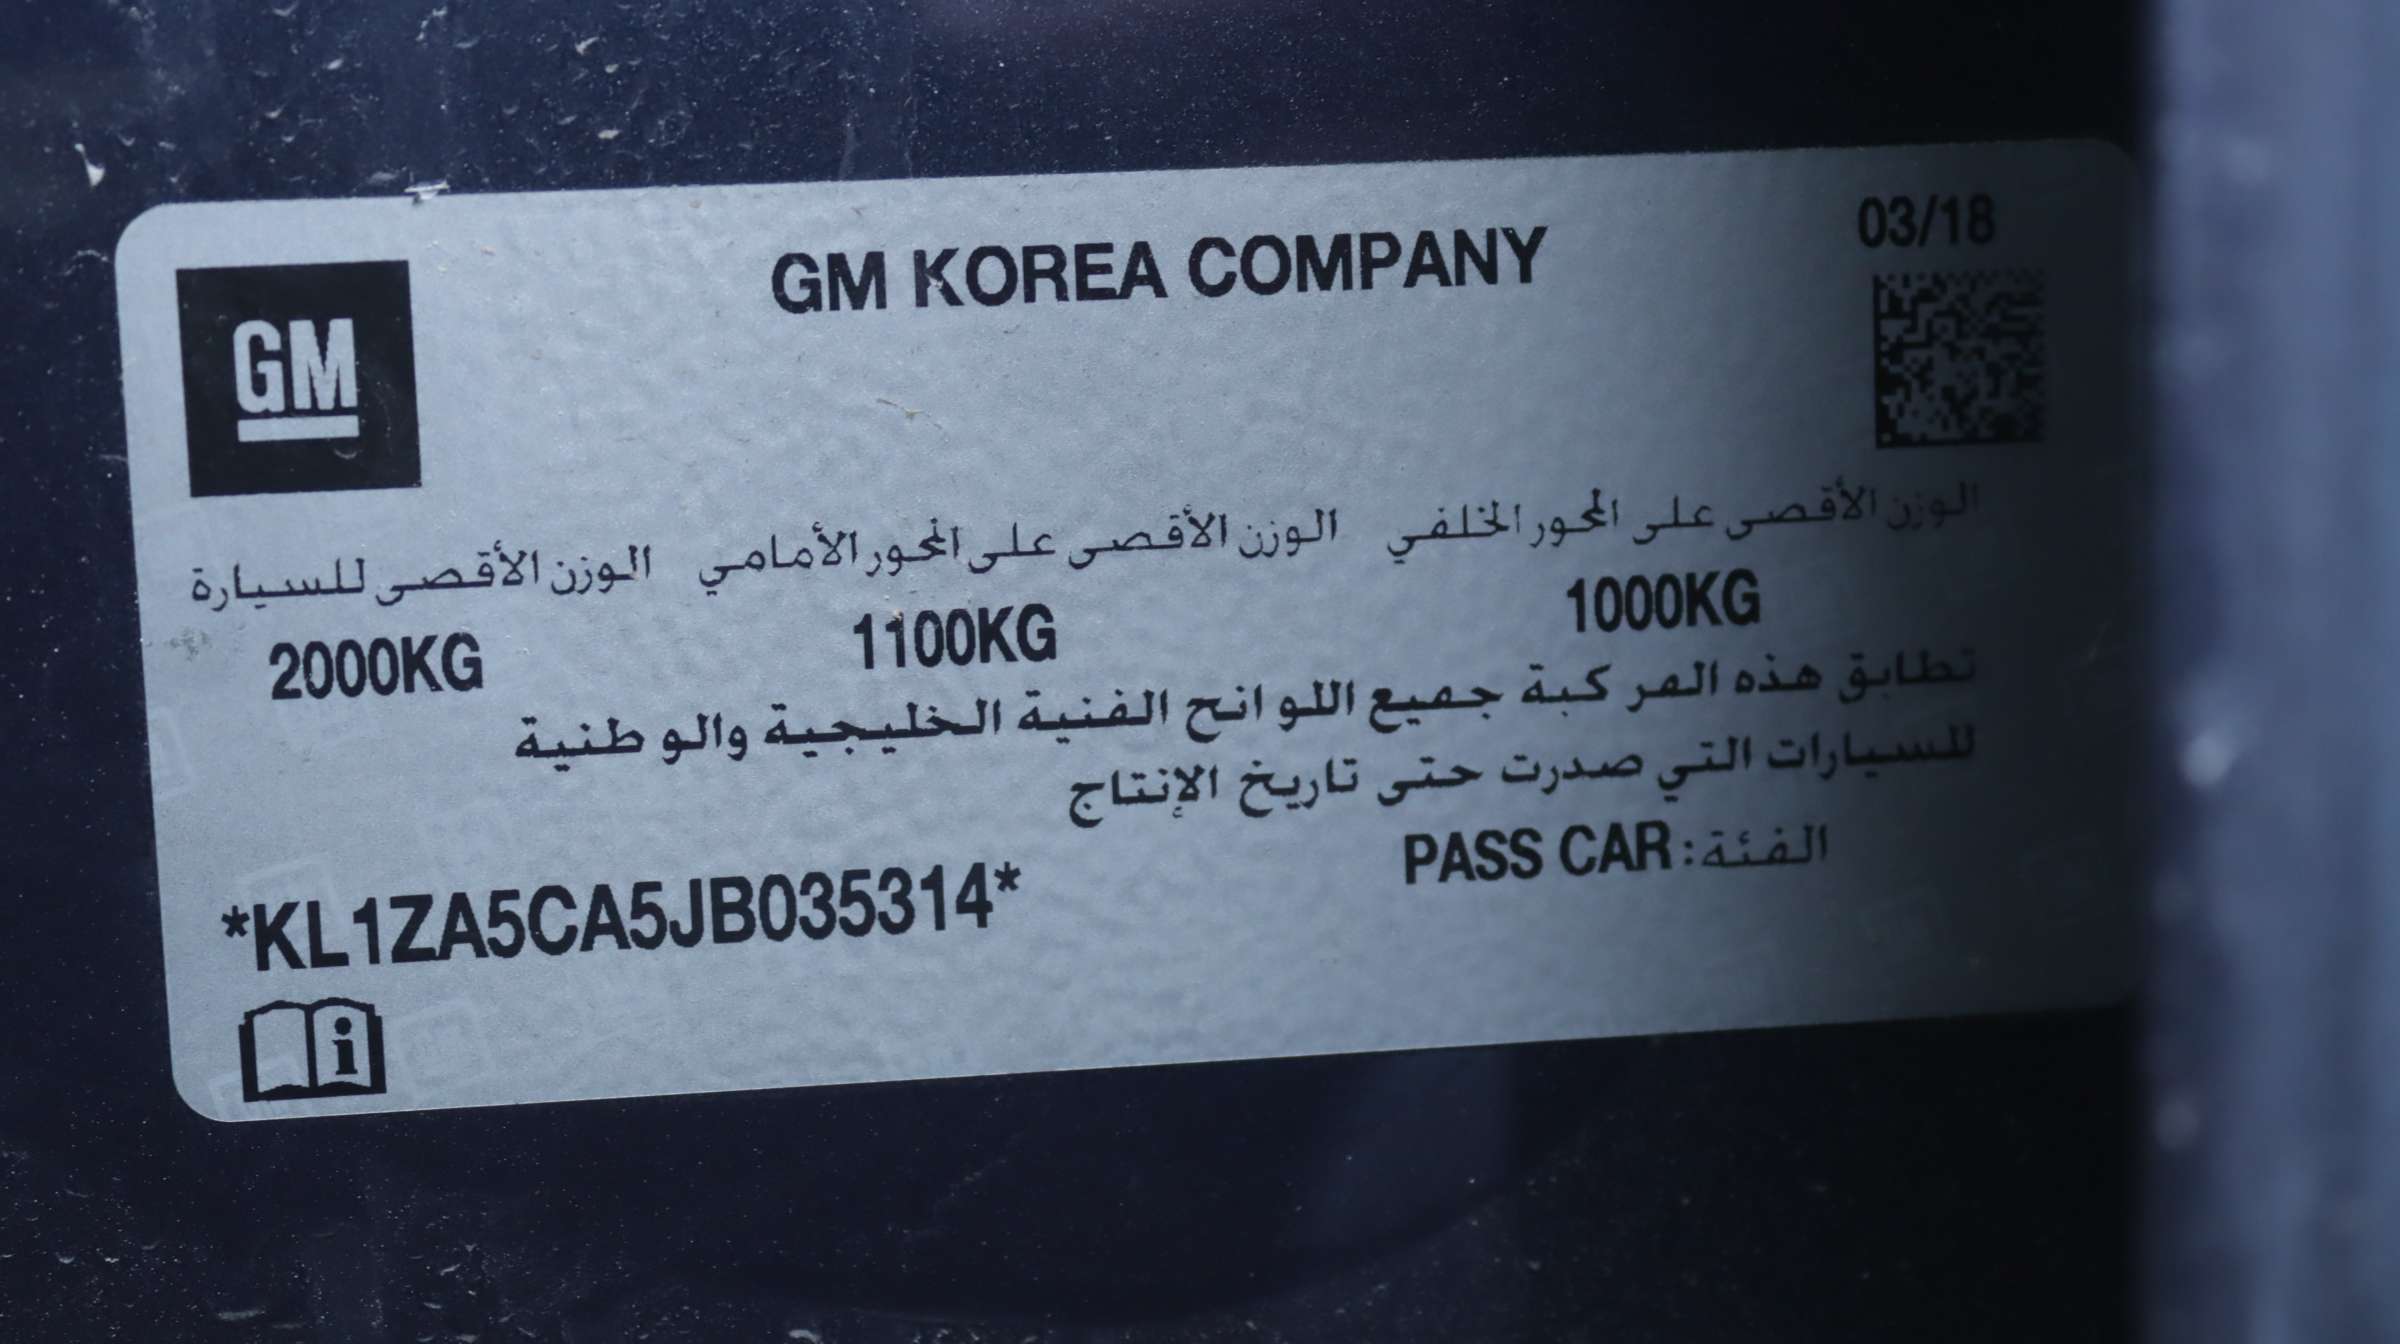 03/18
GM KOREA COMPANY
GM
الوزن الأقصى على المحور الخلفي الوزن الأقصى على المحور الأمامي الوزن الأقصى للسيارة
1000KG 1100KG 2000KG
تطابق هذه المركبة جميع اللوائح الفنية الخليجية والوطنية
للسيارات التي صدرت حتى تاريخ الإنتاج
الفئة: PASS CAR
*KL1ZA5CA5JB035314*
i